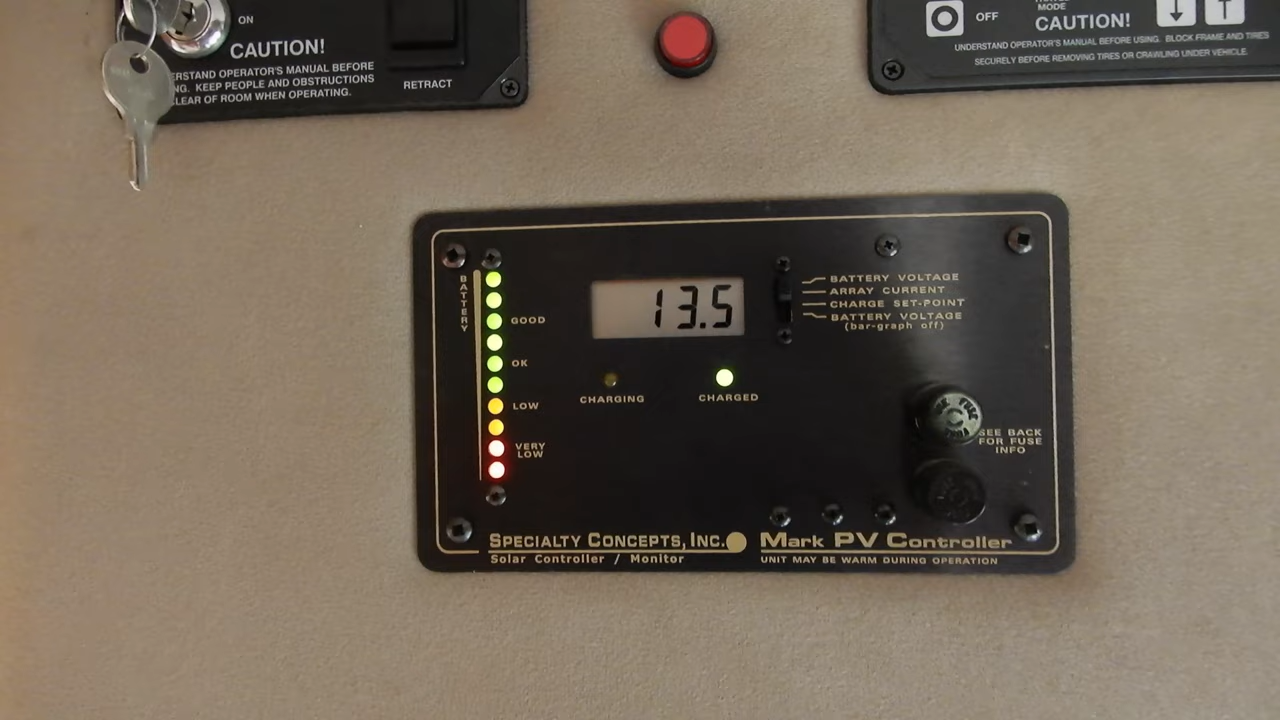 ON
CAUTION!
OPERATOR'S MANUAL BEFORE
KEEP PEOPLE AND OBSTRUCTIONS
OF ROOM WHEN OPERATING.
RETRACT
OFF
MODE
CAUTION!
UNDERSTAND OPERATOR'S MANUAL BEFORE USING. BLOCK FRAME AND TIRES
SECURELY BEFORE REMOVING TIRES OR CRAWLING UNDER VEHICLE.
BATTERY
GOOD
OK
LOW
VERY
LOW
13.5
CHARGING
CHARGED
BATTERY VOLTAGE
ARRAY CURRENT
CHARGE SET-POINT
BATTERY VOLTAGE
(bar-graph off)
SEE BACK
FOR FUSE
INFO
SPECIALTY CONCEPTS, INC.
Solar Controller / Monitor
Mark PV Controller
UNIT MAY BE WARM DURING OPERATION